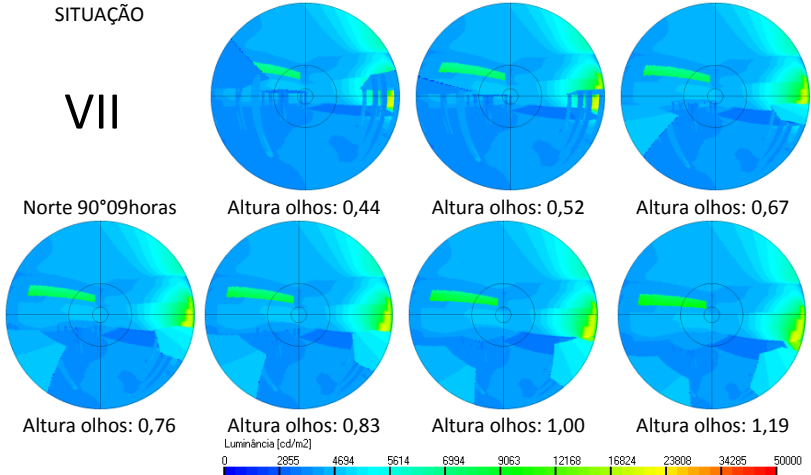 SITUAÇÃO
VII
Norte 90°09horas
Altura olhos: 0,44
Altura olhos: 0,52
Altura olhos: 0,67
Altura olhos: 0,76
Altura olhos: 0,83
Altura olhos: 1,00
Altura olhos: 1,19
Luminância [cd/m2]
0 2955 4694 5614 6994 9063 12168 16824 23808 34285 50000